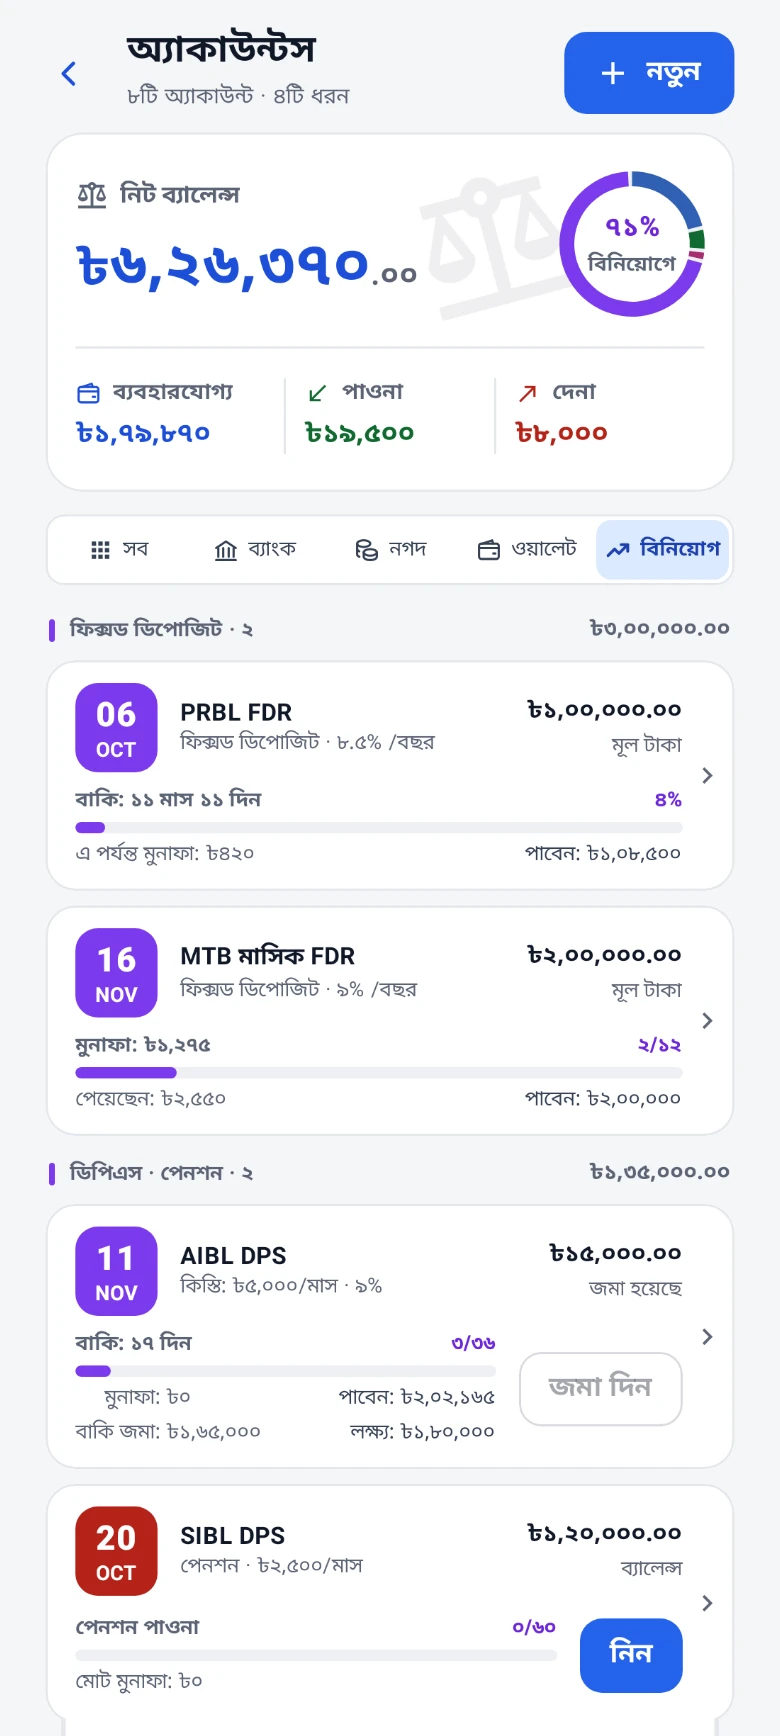 অ্যাকাউন্টস
৮টি অ্যাকাউন্ট · ৪টি ধরন
+ নতুন
নিট ব্যালেন্স
৳৬,২৬,৩৭০.০০
৭১%
বিনিয়োগে
ব্যবহারযোগ্য
৳১,৭৯,৮৭০
পাওনা
৳১৯,৫০০
দেনা
৳৮,০০০
সব
ব্যাংক
নগদ
ওয়ালেট
বিনিয়োগ
ফিক্সড ডিপোজিট · ২
৳৩,০০,০০০.০০
06
OCT
PRBL FDR
ফিক্সড ডিপোজিট · ৮.৫% /বছর
৳১,০০,০০০.০০
মূল টাকা
বাকি: ১১ মাস ১১ দিন
৪%
এ পর্যন্ত মুনাফা: ৳৪২০
পাবেন: ৳১,০৮,৫০০
16
NOV
MTB মাসিক FDR
ফিক্সড ডিপোজিট · ৯% /বছর
৳২,০০,০০০.০০
মূল টাকা
মুনাফা: ৳১,২৭৫
২/১২
পেয়েছেন: ৳২,৫৫০
পাবেন: ৳২,০০,০০০
ডিপিএস · পেনশন · ২
৳১,৩৫,০০০.০০
11
NOV
AIBL DPS
কিস্তি: ৳৫,০০০/মাস · ৯%
৳১৫,০০০.০০
জমা হয়েছে
বাকি: ১৭ দিন
৩/৩৬
মুনাফা: ৳০
পাবেন: ৳২,০২,১৬৫
বাকি জমা: ৳১,৬৫,০০০
লক্ষ্য: ৳১,৮০,০০০
জমা দিন
20
OCT
SIBL DPS
পেনশন · ৳২,৫০০/মাস
৳১,২০,০০০.০০
ব্যালেন্স
পেনশন পাওনা
০/৬০
মোট মুনাফা: ৳০
নিন